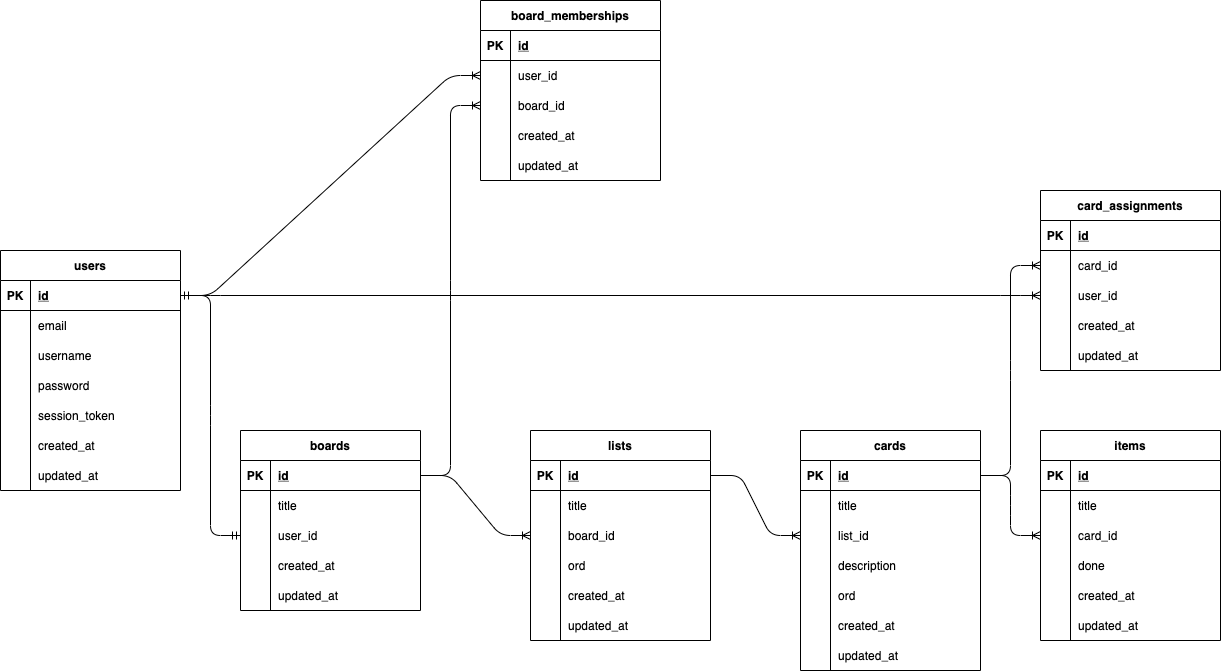 board_memberships
PK id
user_id
board_id
created_at
updated_at
card_assignments
PK id
card_id
user_id
created_at
updated_at
users
PK id
email
username
password
session_token
created_at
updated_at
boards
PK id
title
user_id
created_at
updated_at
lists
PK id
title
board_id
ord
created_at
updated_at
cards
PK id
title
list_id
description
ord
created_at
updated_at
items
PK id
title
card_id
done
created_at
updated_at